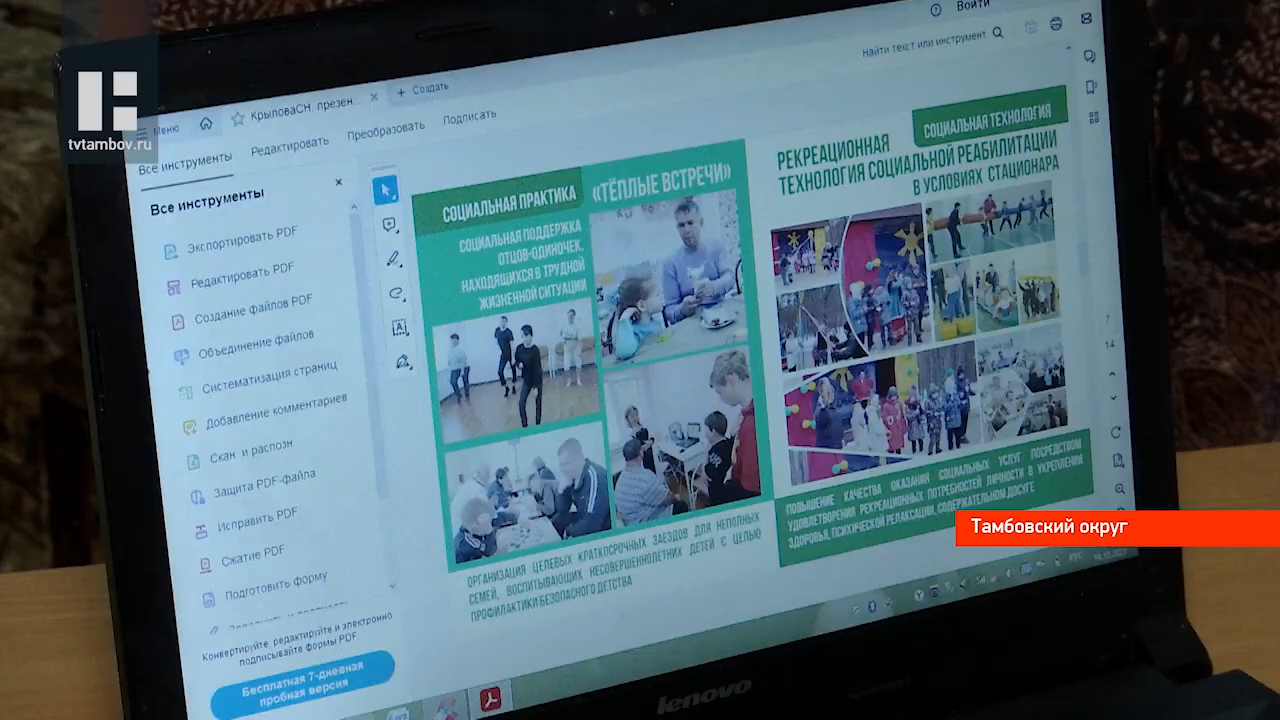 Войти
Найти текст или инструмент
КрыловаСН_презен...
+ Создать
Меню
tvtambov.ru
Все инструменты
Редактировать
Преобразовать
Подписать
Все инструменты
Экспортировать PDF
Редактировать PDF
Создание файлов PDF
Объединение файлов
Систематизация страниц
Добавление комментариев
Скан и распозн
Защита PDF-файла
Исправить PDF
Сжатие PDF
Подготовить форму
Конвертируйте, редактируйте и электронно
подписывайте формы PDF
Бесплатная 7-дневная
пробная версия
СОЦИАЛЬНАЯ ПРАКТИКА
«ТЁПЛЫЕ ВСТРЕЧИ»
СОЦИАЛЬНАЯ ПОДДЕРЖКА
ОТЦОВ-ОДИНОЧЕК,
НАХОДЯЩИХСЯ В ТРУДНОЙ
ЖИЗНЕННОЙ СИТУАЦИИ
ОРГАНИЗАЦИЯ ЦЕЛЕВЫХ КРАТКОСРОЧНЫХ ЗАЕЗДОВ ДЛЯ НЕПОЛНЫХ
СЕМЕЙ, ВОСПИТЫВАЮЩИХ НЕСОВЕРШЕННОЛЕТНИХ ДЕТЕЙ С ЦЕЛЬЮ
ПРОФИЛАКТИКИ БЕЗОПАСНОГО ДЕТСТВА
СОЦИАЛЬНАЯ ТЕХНОЛОГИЯ
РЕКРЕАЦИОННАЯ
ТЕХНОЛОГИЯ СОЦИАЛЬНОЙ РЕАБИЛИТАЦИИ
В УСЛОВИЯХ СТАЦИОНАРА
ПОВЫШЕНИЕ КАЧЕСТВА ОКАЗАНИЯ СОЦИАЛЬНЫХ УСЛУГ ПОСРЕДСТВОМ
УДОВЛЕТВОРЕНИЯ РЕКРЕАЦИОННЫХ ПОТРЕБНОСТЕЙ ЛИЧНОСТИ В УКРЕПЛЕНИИ
ЗДОРОВЬЯ, ПСИХИЧЕСКОЙ РЕЛАКСАЦИИ, СОДЕРЖАТЕЛЬНОМ ДОСУГЕ
7
14
Тамбовский округ
РУС
lenovo